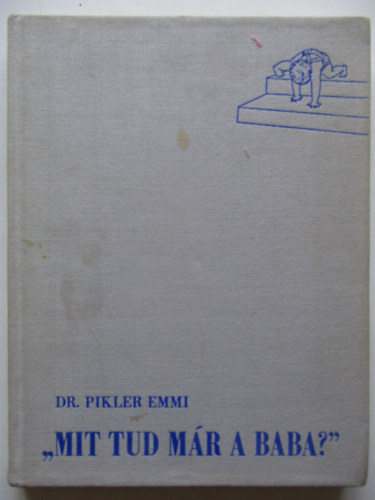 DR. PIKLER EMMI
„MIT TUD MÁR A BABA?”